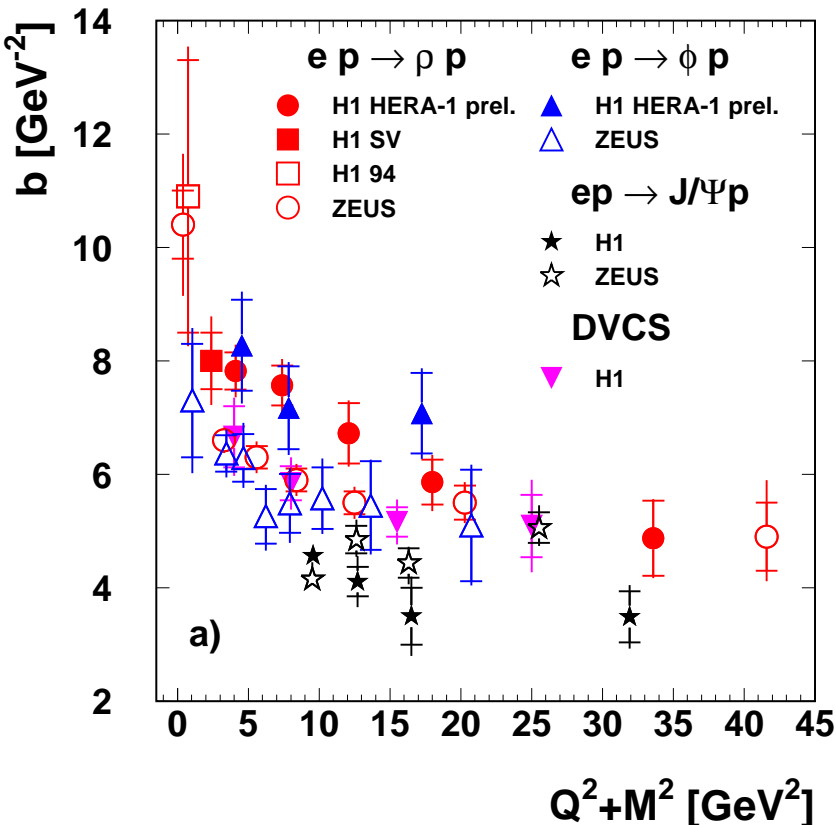 b [GeV⁻²]
14
12
10
8
6
4
2
e p → ρ p
H1 HERA-1 prel.
H1 SV
H1 94
ZEUS
e p → ϕ p
H1 HERA-1 prel.
ZEUS
ep → J/Ψp
H1
ZEUS
DVCS
H1
a)
0 5 10 15 20 25 30 35 40 45
Q²+M² [GeV²]